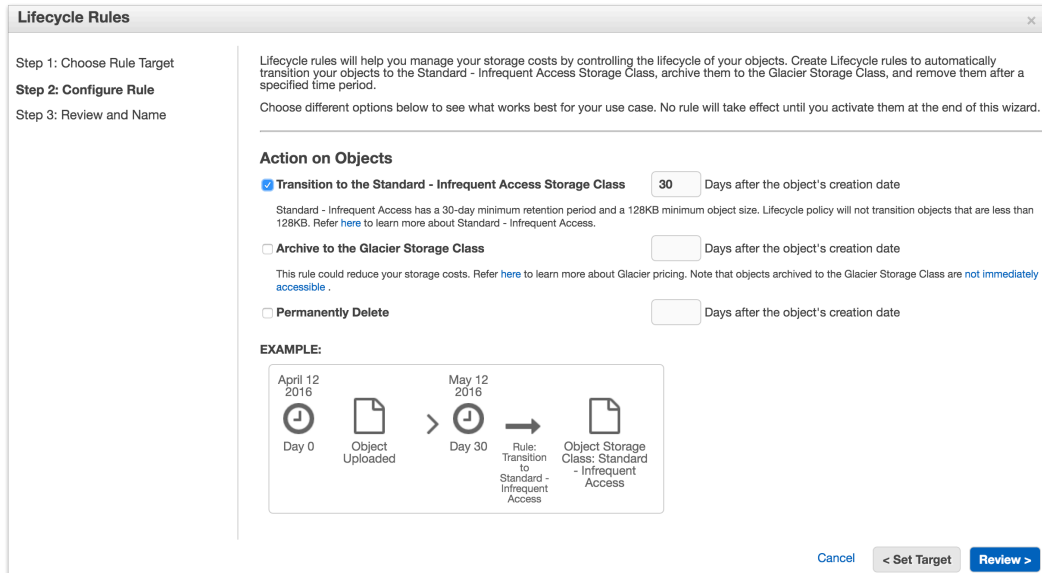 Lifecycle Rules
×
Step 1: Choose Rule Target
Step 2: Configure Rule
Step 3: Review and Name
Lifecycle rules will help you manage your storage costs by controlling the lifecycle of your objects. Create Lifecycle rules to automatically
transition your objects to the Standard - Infrequent Access Storage Class, archive them to the Glacier Storage Class, and remove them after a
specified time period.
Choose different options below to see what works best for your use case. No rule will take effect until you activate them at the end of this wizard.
Action on Objects
Transition to the Standard - Infrequent Access Storage Class 30 Days after the object's creation date
Standard - Infrequent Access has a 30-day minimum retention period and a 128KB minimum object size. Lifecycle policy will not transition objects that are less than
128KB. Refer here to learn more about Standard - Infrequent Access.
Archive to the Glacier Storage Class Days after the object's creation date
This rule could reduce your storage costs. Refer here to learn more about Glacier pricing. Note that objects archived to the Glacier Storage Class are not immediately
accessible .
Permanently Delete Days after the object's creation date
EXAMPLE:
April 12
2016
Day 0
Object
Uploaded
May 12
2016
Day 30
Rule:
Transition
to
Standard -
Infrequent
Access
Object Storage
Class: Standard
- Infrequent
Access
Cancel
< Set Target
Review >